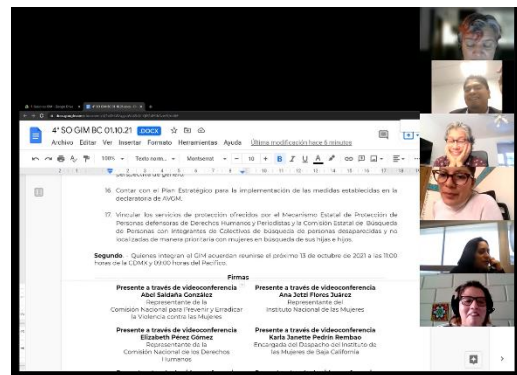 4° SO GIM BC 01.10.21 .DOCX
Archivo Editar Ver Insertar Formato Herramientas Ayuda Última modificación hace 6 minutos
100% Texto norm... Montserrat 10
perspectiva de género.
16. Contar con el Plan Estratégico para la implementación de las medidas establecidas en la
declaratoria de AVGM.
17. Vincular los servicios de protección ofrecidos por el Mecanismo Estatal de Protección de
Personas defensoras de Derechos Humanos y Periodistas y la Comisión Estatal de Búsqueda
de Personas con Integrantes de Colectivos de búsqueda de personas desaparecidas y no
localizadas de manera prioritaria con mujeres en búsqueda de sus hijas e hijos.
Segundo. - Quienes integran el GIM acuerdan reunirse el próximo 13 de octubre de 2021 a las 11:00
horas de la CDMX y 09:00 horas del Pacífico.
Firmas
Presente a través de videoconferencia
Abel Saldaña González
Representante de la
Comisión Nacional para Prevenir y Erradicar
la Violencia contra las Mujeres
Presente a través de videoconferencia
Ana Jetzi Flores Juárez
Representante del
Instituto Nacional de las Mujeres
Presente a través de videoconferencia
Elizabeth Pérez Gómez
Representante de la
Comisión Nacional de los Derechos
Humanos
Presente a través de videoconferencia
Karla Janette Pedrín Rembao
Encargada del Despacho del Instituto de
las Mujeres de Baja California